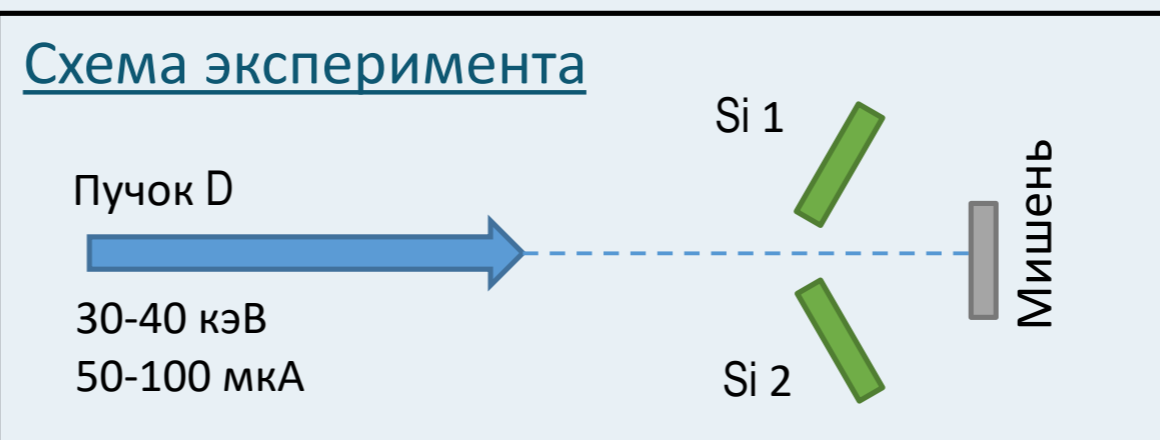 Схема эксперимента
Si 1
Пучок D
Мишень
30-40 кэВ
50-100 мкА
Si 2